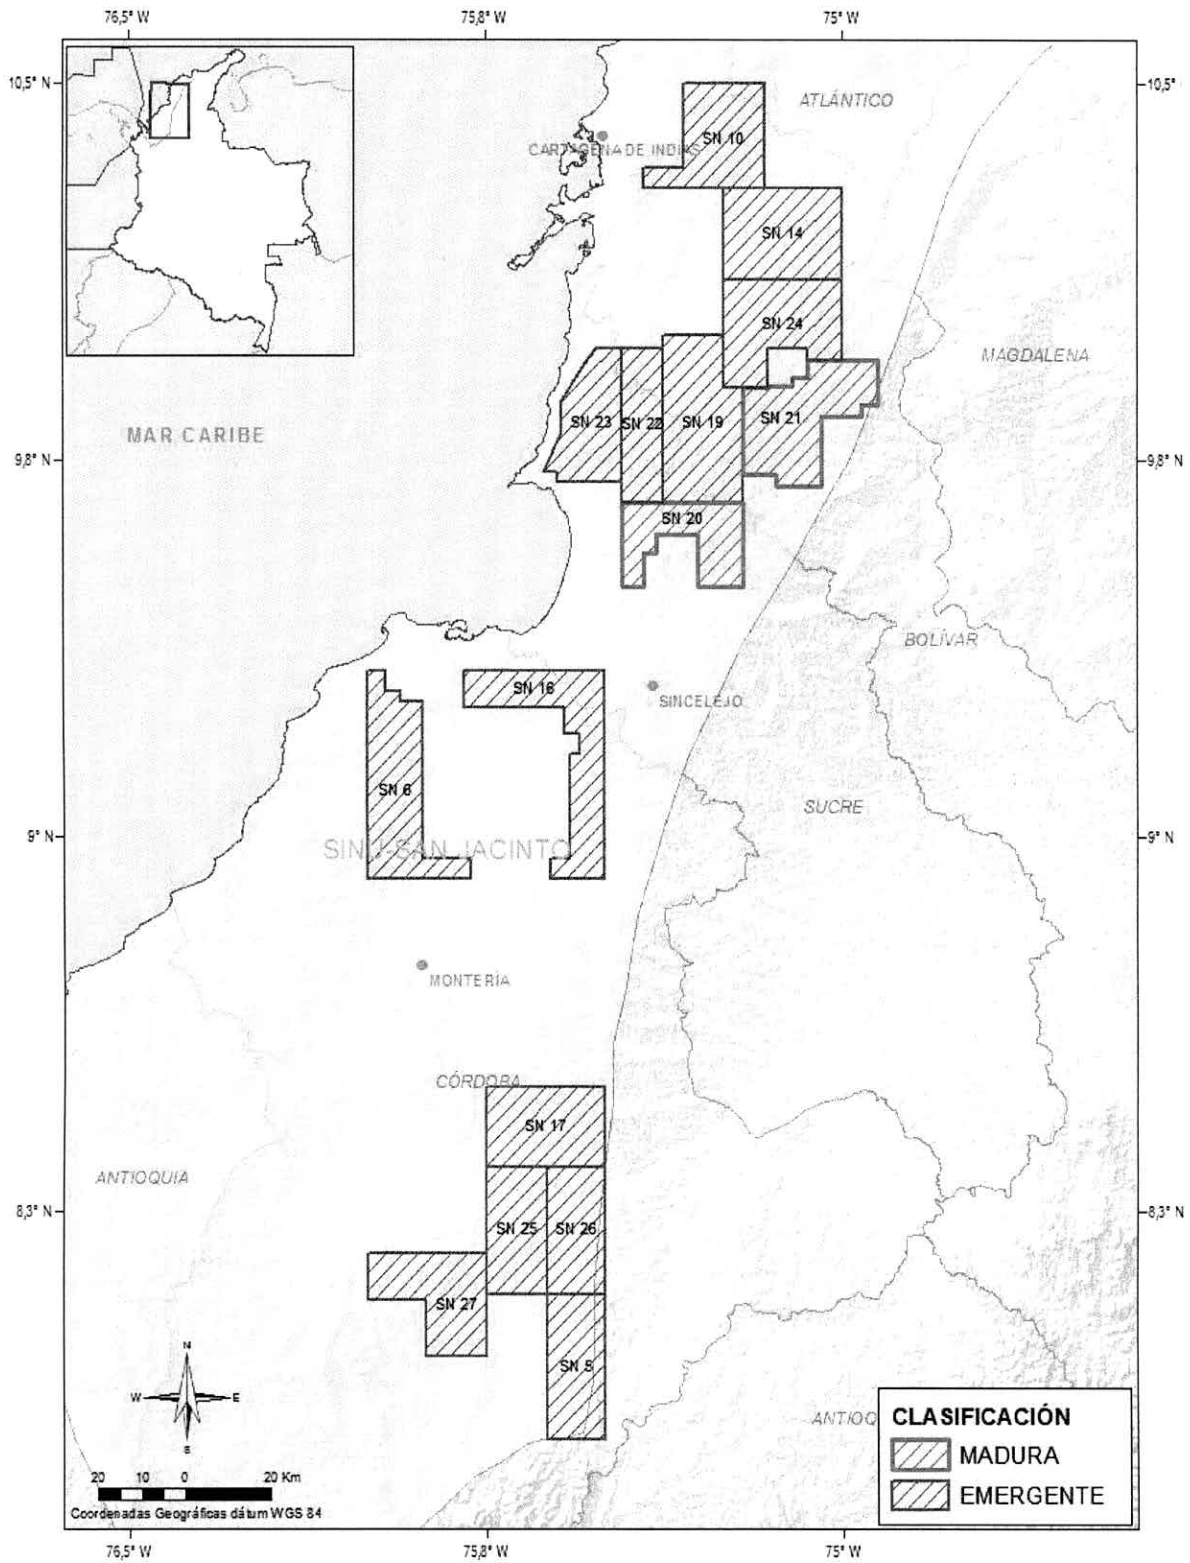 76,5° W
75,8° W
75° W
10,5° N
10,5° N
ATLÁNTICO
CARTAGENA DE INDIAS
SN 10
SN 14
SN 24
MAGDALENA
MAR CARIBE
SN 23
SN 22
SN 19
SN 21
9,8° N
9,8° N
SN 20
BOLÍVAR
SN 16
SINCELEJO
SN 6
SUCRE
9° N
9° N
SINÚ-SAN JACINTO
MONTERÍA
CÓRDOBA
SN 17
ANTIOQUIA
8,3° N
8,3° N
SN 25
SN 26
SN 27
SN 5
N
W
E
S
ANTIOQ
CLASIFICACIÓN
MADURA
EMERGENTE
20 10 0 20 Km
Coordenadas Geográficas dátum WGS 84
76,5° W
75,8° W
75° W